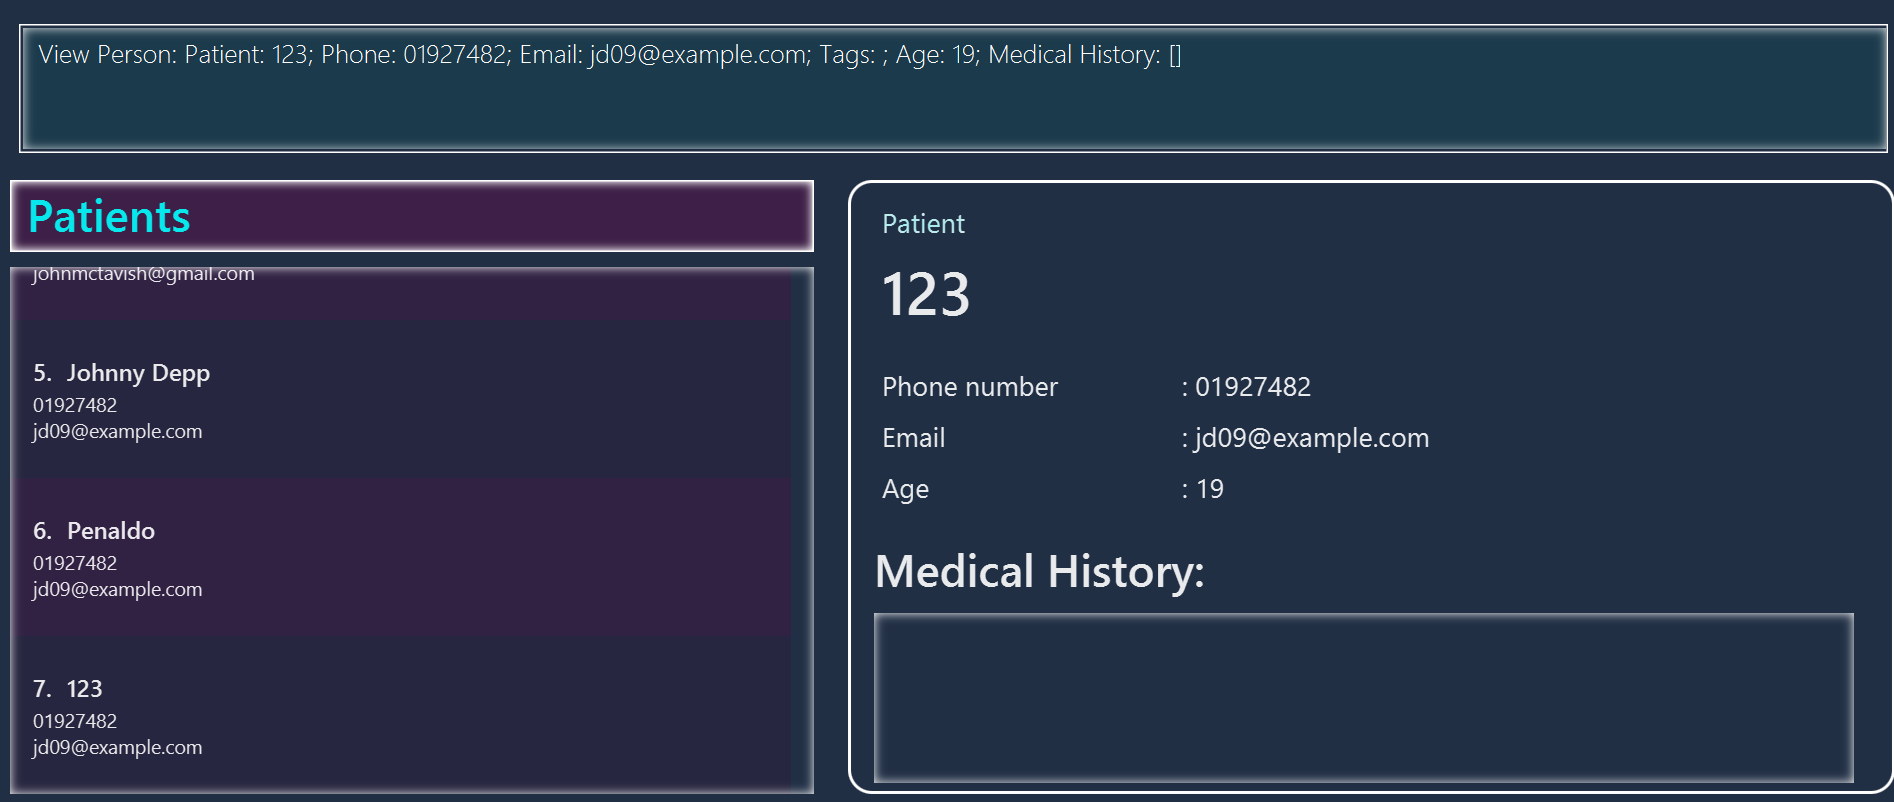 View Person: Patient: 123; Phone: 01927482; Email: jd09@example.com; Tags: ; Age: 19; Medical History: []
Patients
johnmctavish@gmail.com
5. Johnny Depp
01927482
jd09@example.com
6. Penaldo
01927482
jd09@example.com
7. 123
01927482
jd09@example.com
Patient
123
Phone number : 01927482
Email : jd09@example.com
Age : 19
Medical History: